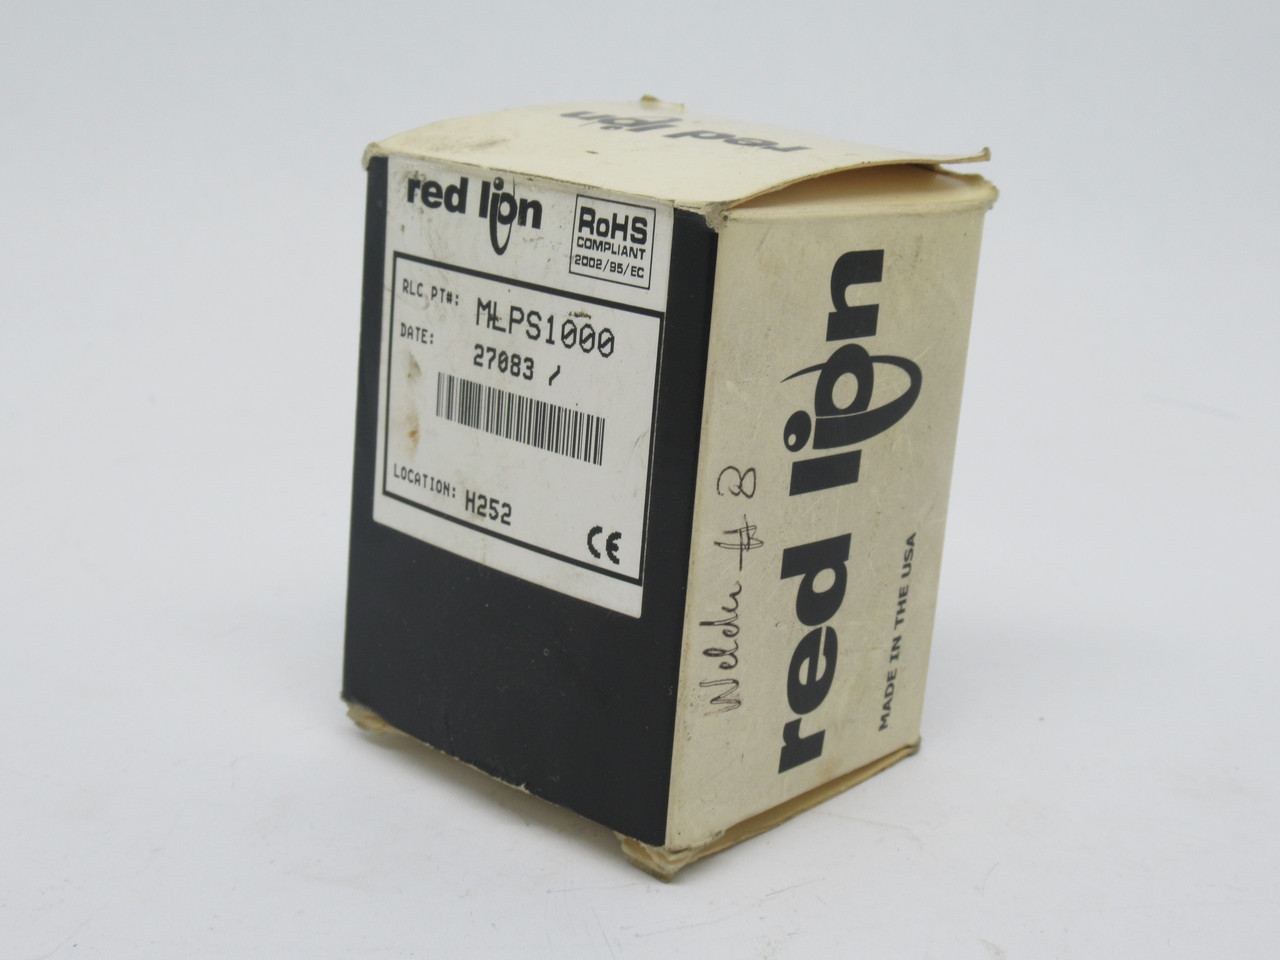 red lion
red lion
RoHS
COMPLIANT
2002/95/EC
RLC PT#: MLPS1000
DATE: 27083 /
LOCATION: H252
CE
Welder #8
red lion
MADE IN THE USA